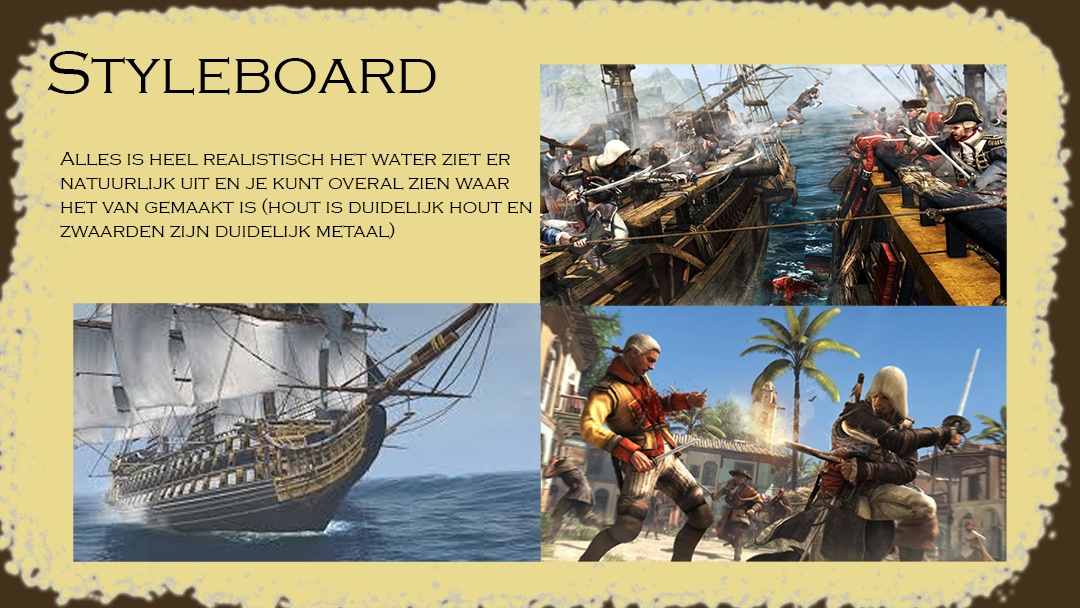 Styleboard
Alles is heel realistisch het water ziet er
natuurlijk uit en je kunt overal zien waar
het van gemaakt is (hout is duidelijk hout en
zwaarden zijn duidelijk metaal)